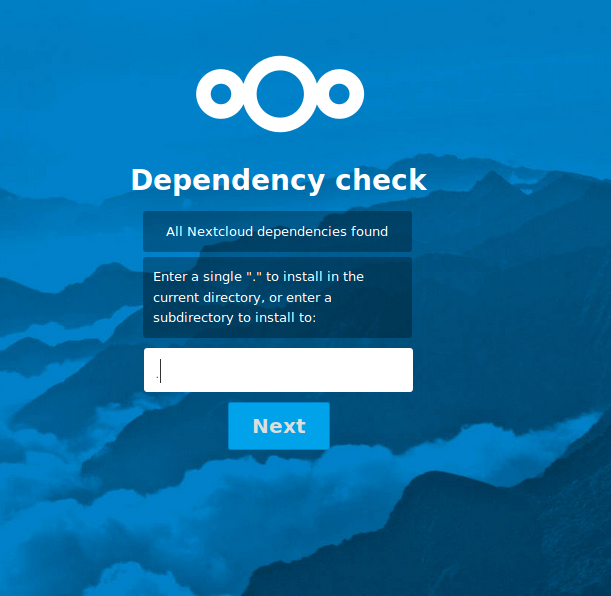 Dependency check
All Nextcloud dependencies found
Enter a single "." to install in the
current directory, or enter a
subdirectory to install to:
.
Next